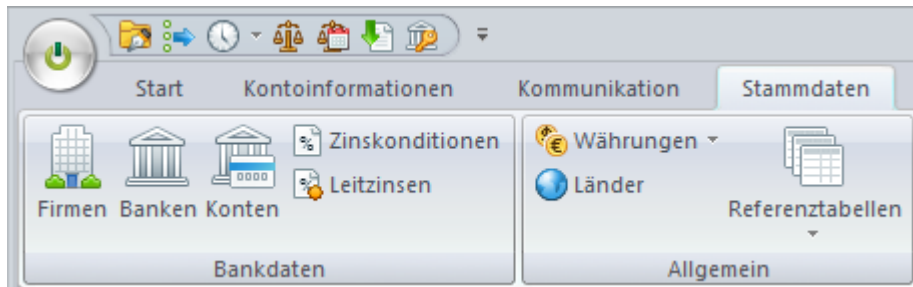 Start Kontoinformationen Kommunikation Stammdaten
Zinskonditionen
Leitzinsen
Firmen Banken Konten
Bankdaten
Währungen
Länder
Referenztabellen
Allgemein